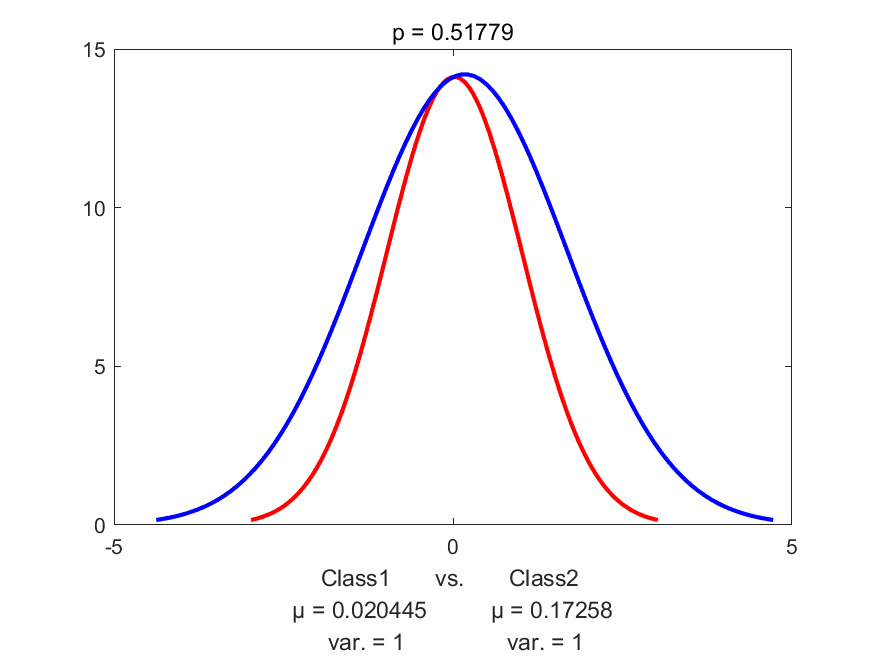 p = 0.51779
15
10
5
0
-5 0 5
Class1 vs. Class2
μ = 0.020445 μ = 0.17258
var. = 1 var. = 1